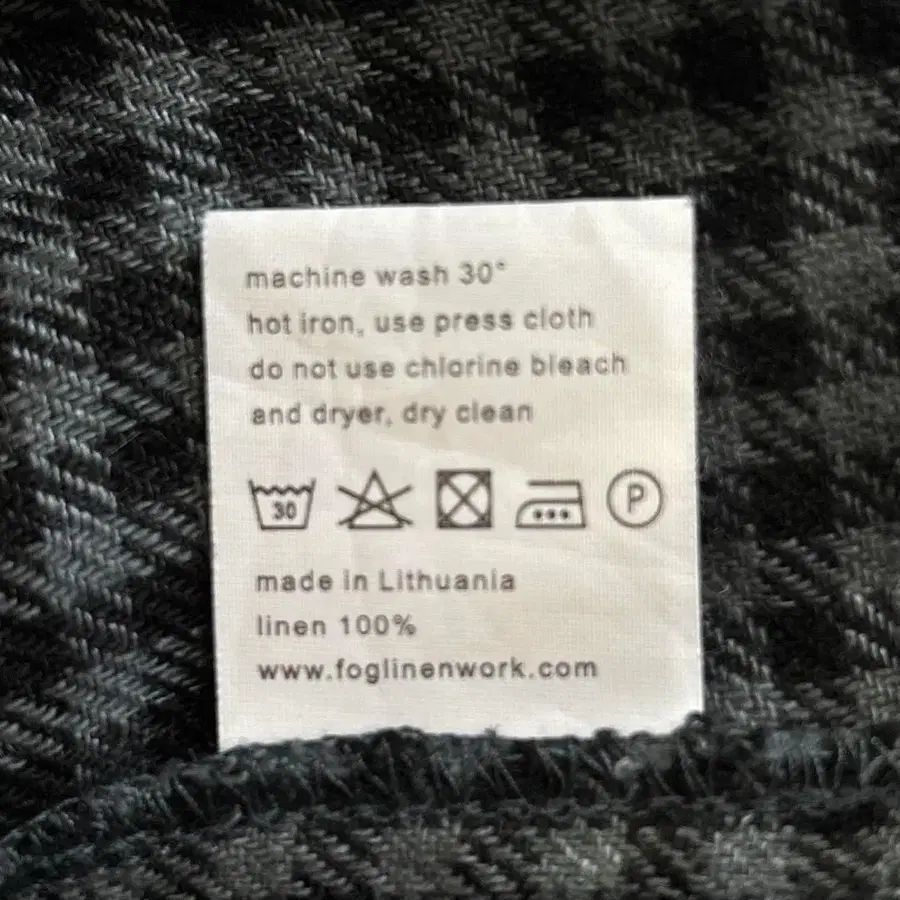 machine wash 30°
hot iron, use press cloth
do not use chlorine bleach
and dryer, dry clean
30 P
made in Lithuania
linen 100%
www.foglinenwork.com